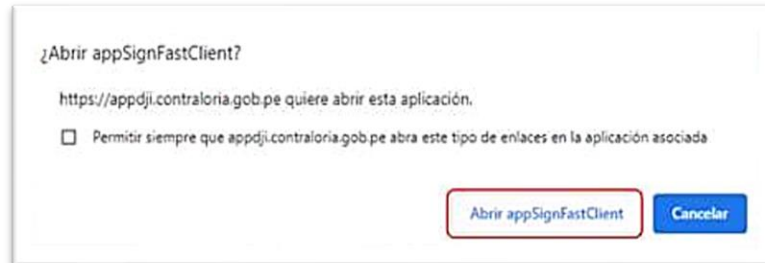 ¿Abrir appSignFastClient?
https://appdji.contraloria.gob.pe quiere abrir esta aplicación.
Permitir siempre que appdji.contraloria.gob.pe abra este tipo de enlaces en la aplicación asociada
Abrir appSignFastClient
Cancelar